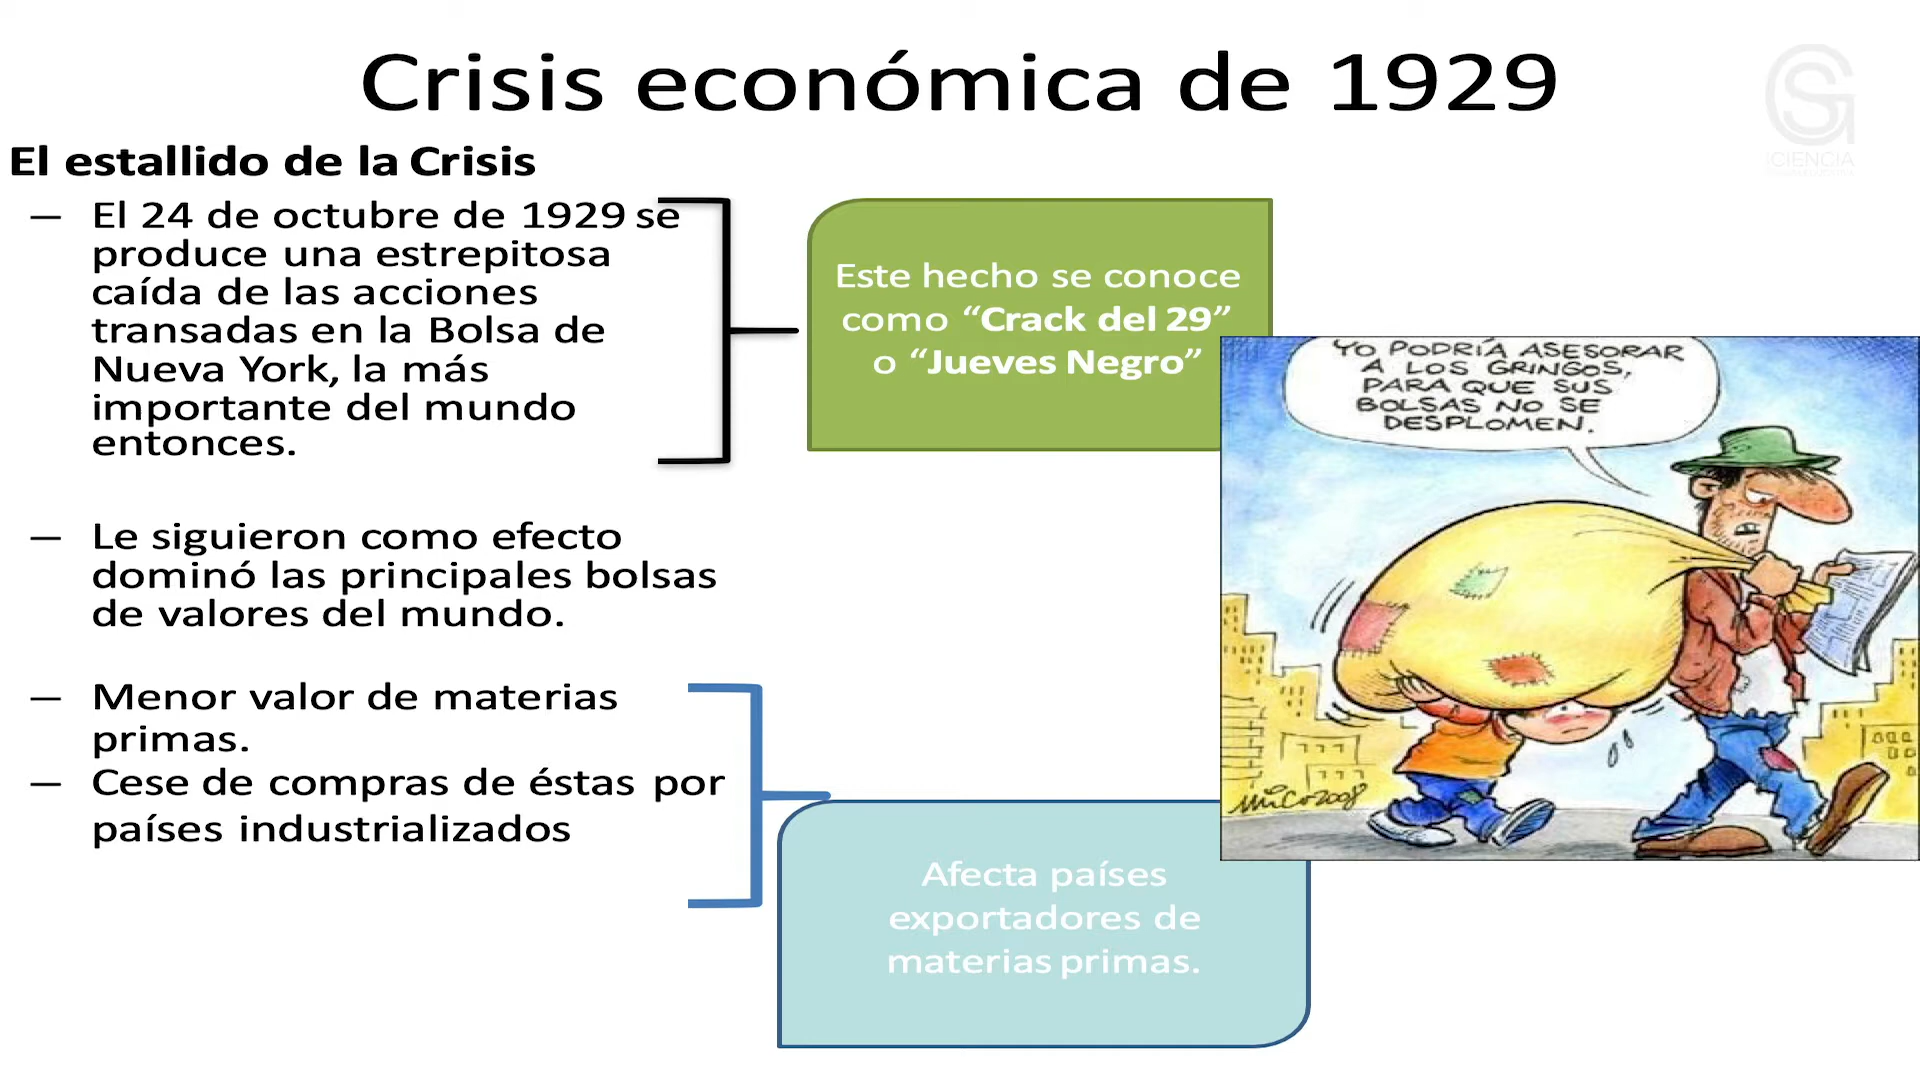 Crisis económica de 1929
CIENCIA
El estallido de la Crisis
— El 24 de octubre de 1929 se
produce una estrepitosa
caída de las acciones
transadas en la Bolsa de
Nueva York, la más
importante del mundo
entonces.
— Le siguieron como efecto
dominó las principales bolsas
de valores del mundo.
— Menor valor de materias
primas.
— Cese de compras de éstas por
países industrializados
Este hecho se conoce
como “Crack del 29”
o “Jueves Negro”
YO PODRÍA ASESORAR
A LOS GRINGOS,
PARA QUE SUS
BOLSAS NO SE
DESPLOMEN.
Afecta países
exportadores de
materias primas.